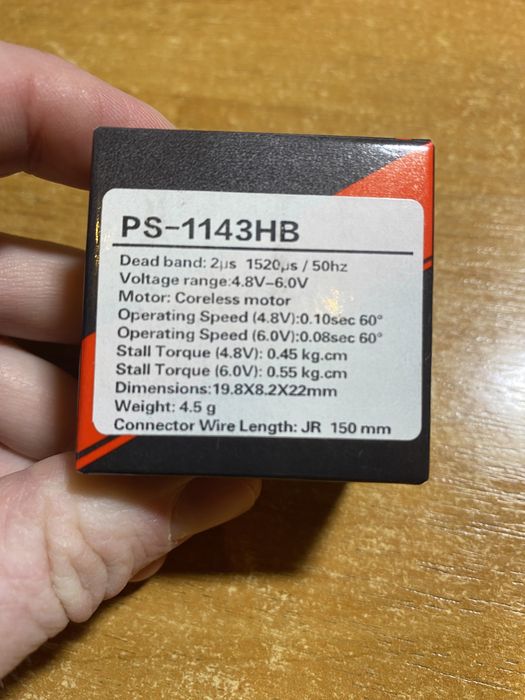 PS-1143HB
Dead band: 2µs 1520µs / 50hz
Voltage range:4.8V-6.0V
Motor: Coreless motor
Operating Speed (4.8V):0.10sec 60°
Operating Speed (6.0V):0.08sec 60°
Stall Torque (4.8V): 0.45 kg.cm
Stall Torque (6.0V): 0.55 kg.cm
Dimensions:19.8X8.2X22mm
Weight: 4.5 g
Connector Wire Length: JR 150 mm